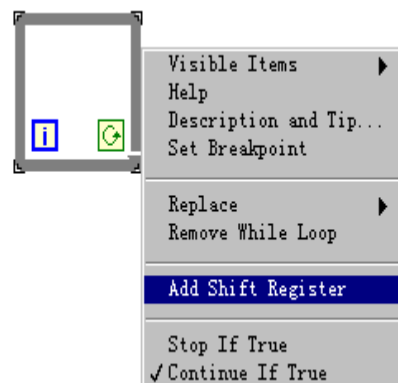 i
Visible Items
Help
Description and Tip...
Set Breakpoint
Replace
Remove While Loop
Add Shift Register
Stop If True
Continue If True